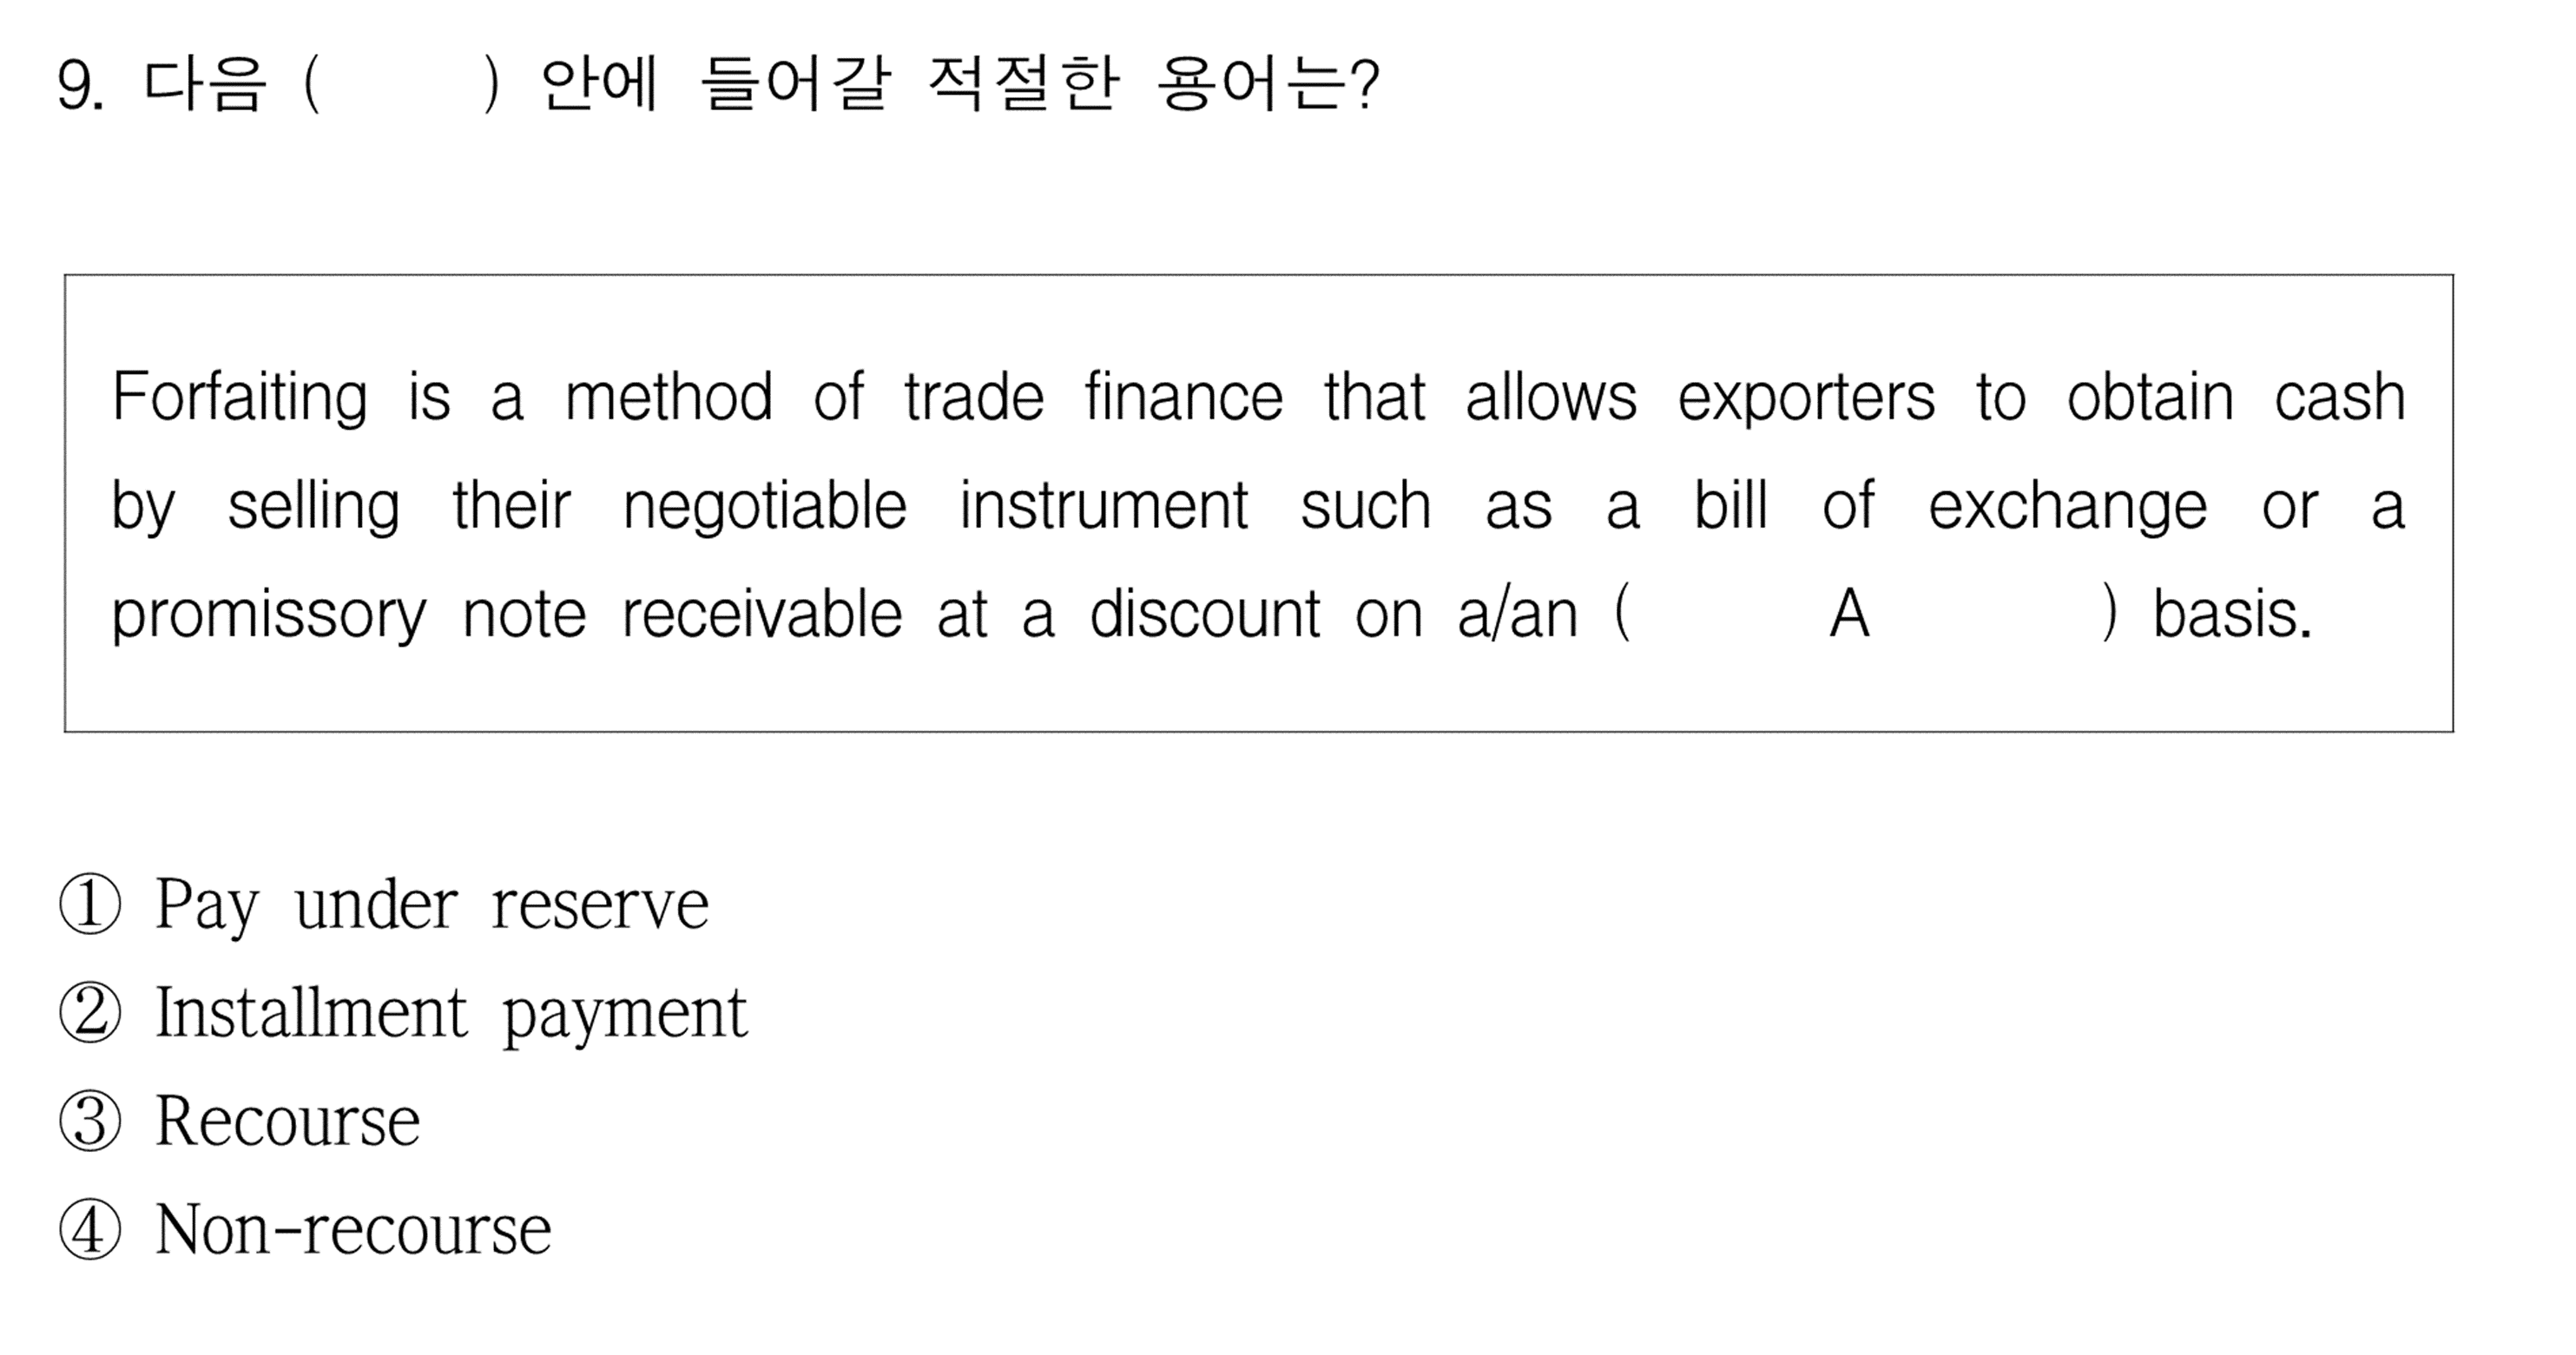 9. 다음 (       ) 안에 들어갈 적절한 용어는?
Forfaiting is a method of trade finance that allows exporters to obtain cash
by selling their negotiable instrument such as a bill of exchange or a
promissory note receivable at a discount on a/an (       A       ) basis.
① Pay under reserve
② Installment payment
③ Recourse
④ Non-recourse